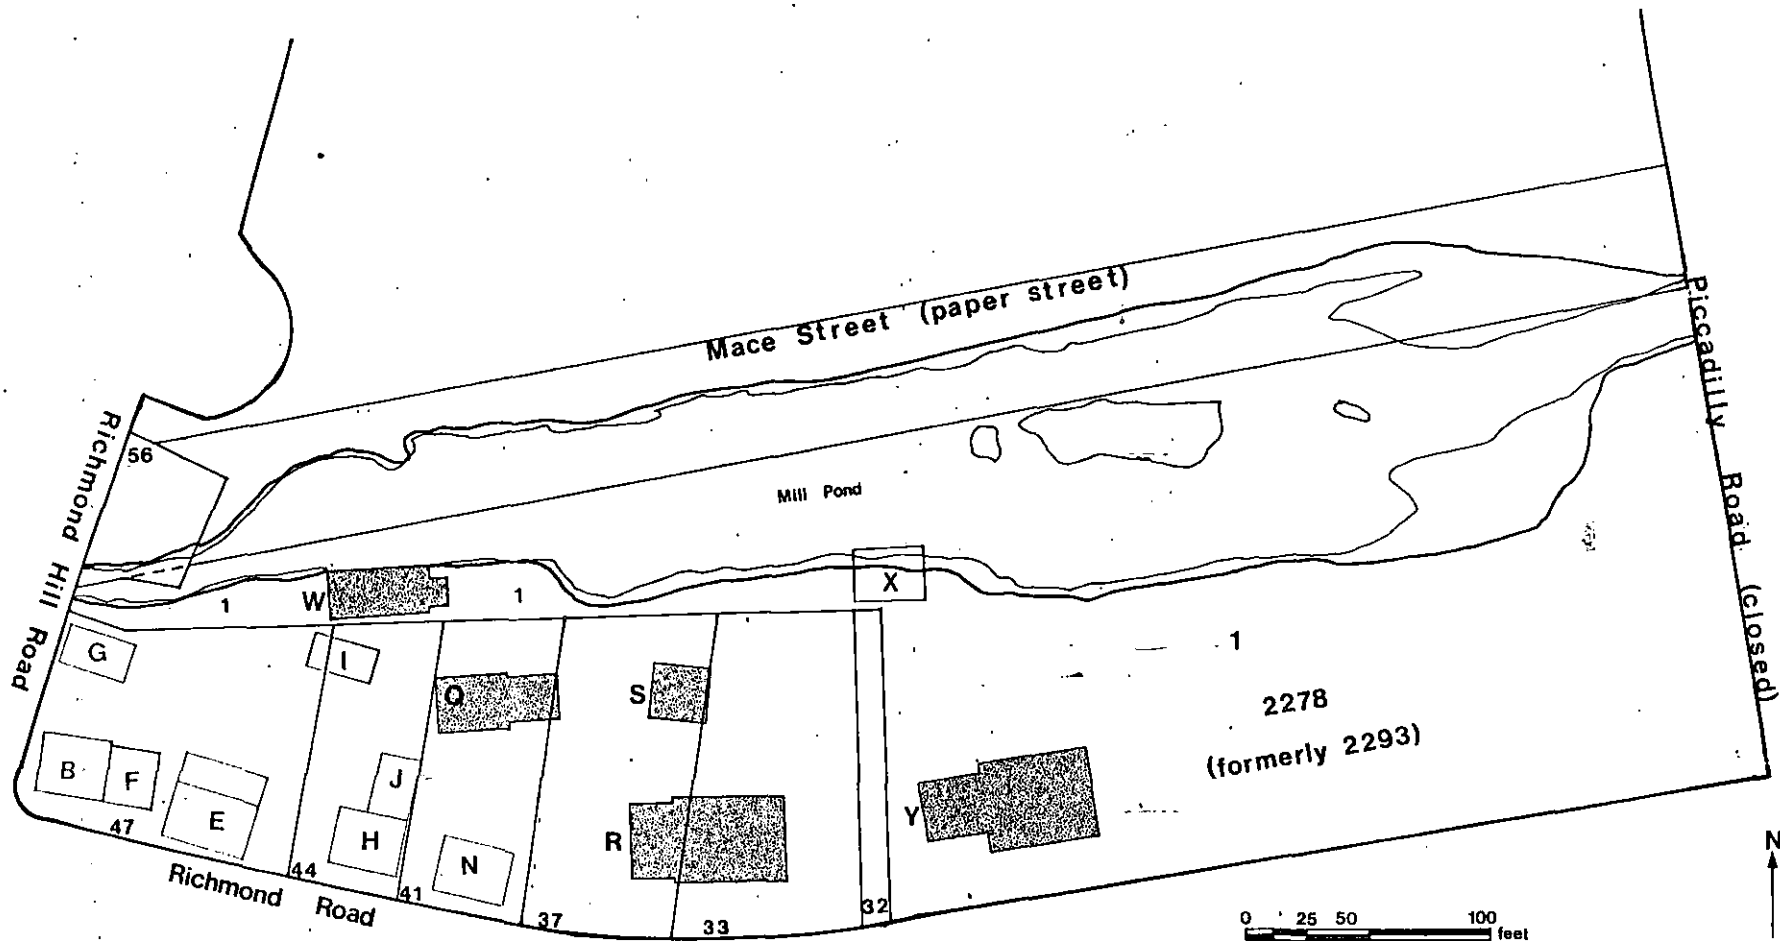 Mace Street (paper street)
Piccadilly Road (closed)
Richmond Hill Road
56
Mill Pond
1
W
1
X
G
I
Q
S
1
2278
(formerly 2293)
B
F
E
J
H
N
R
Y
47
44
41
37
33
32
Richmond Road
N
0 25 50 100
feet